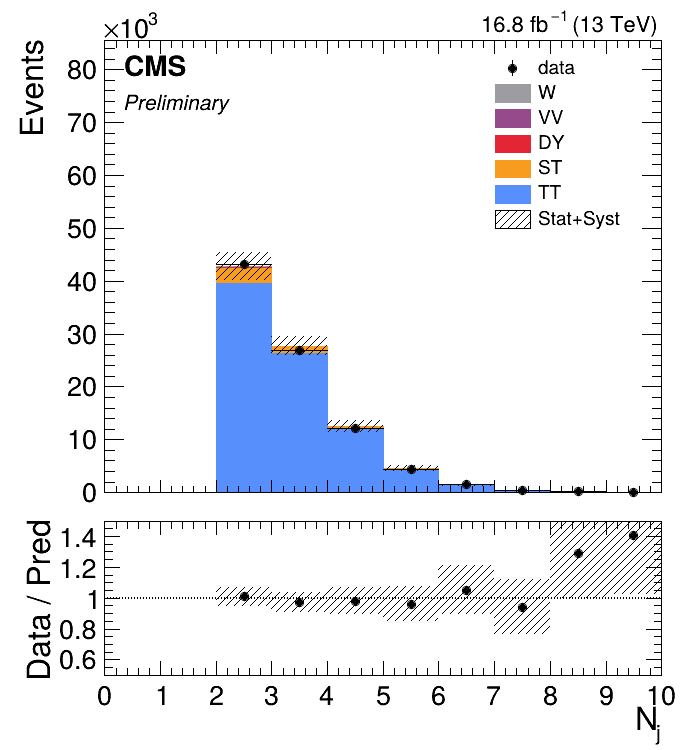 ×10³
16.8 fb⁻¹ (13 TeV)
Events
CMS
Preliminary
data
W
VV
DY
ST
TT
Stat+Syst
80
70
60
50
40
30
20
10
0
Data / Pred
1.4
1.2
1
0.8
0.6
0 1 2 3 4 5 6 7 8 9 10
Nⱼ